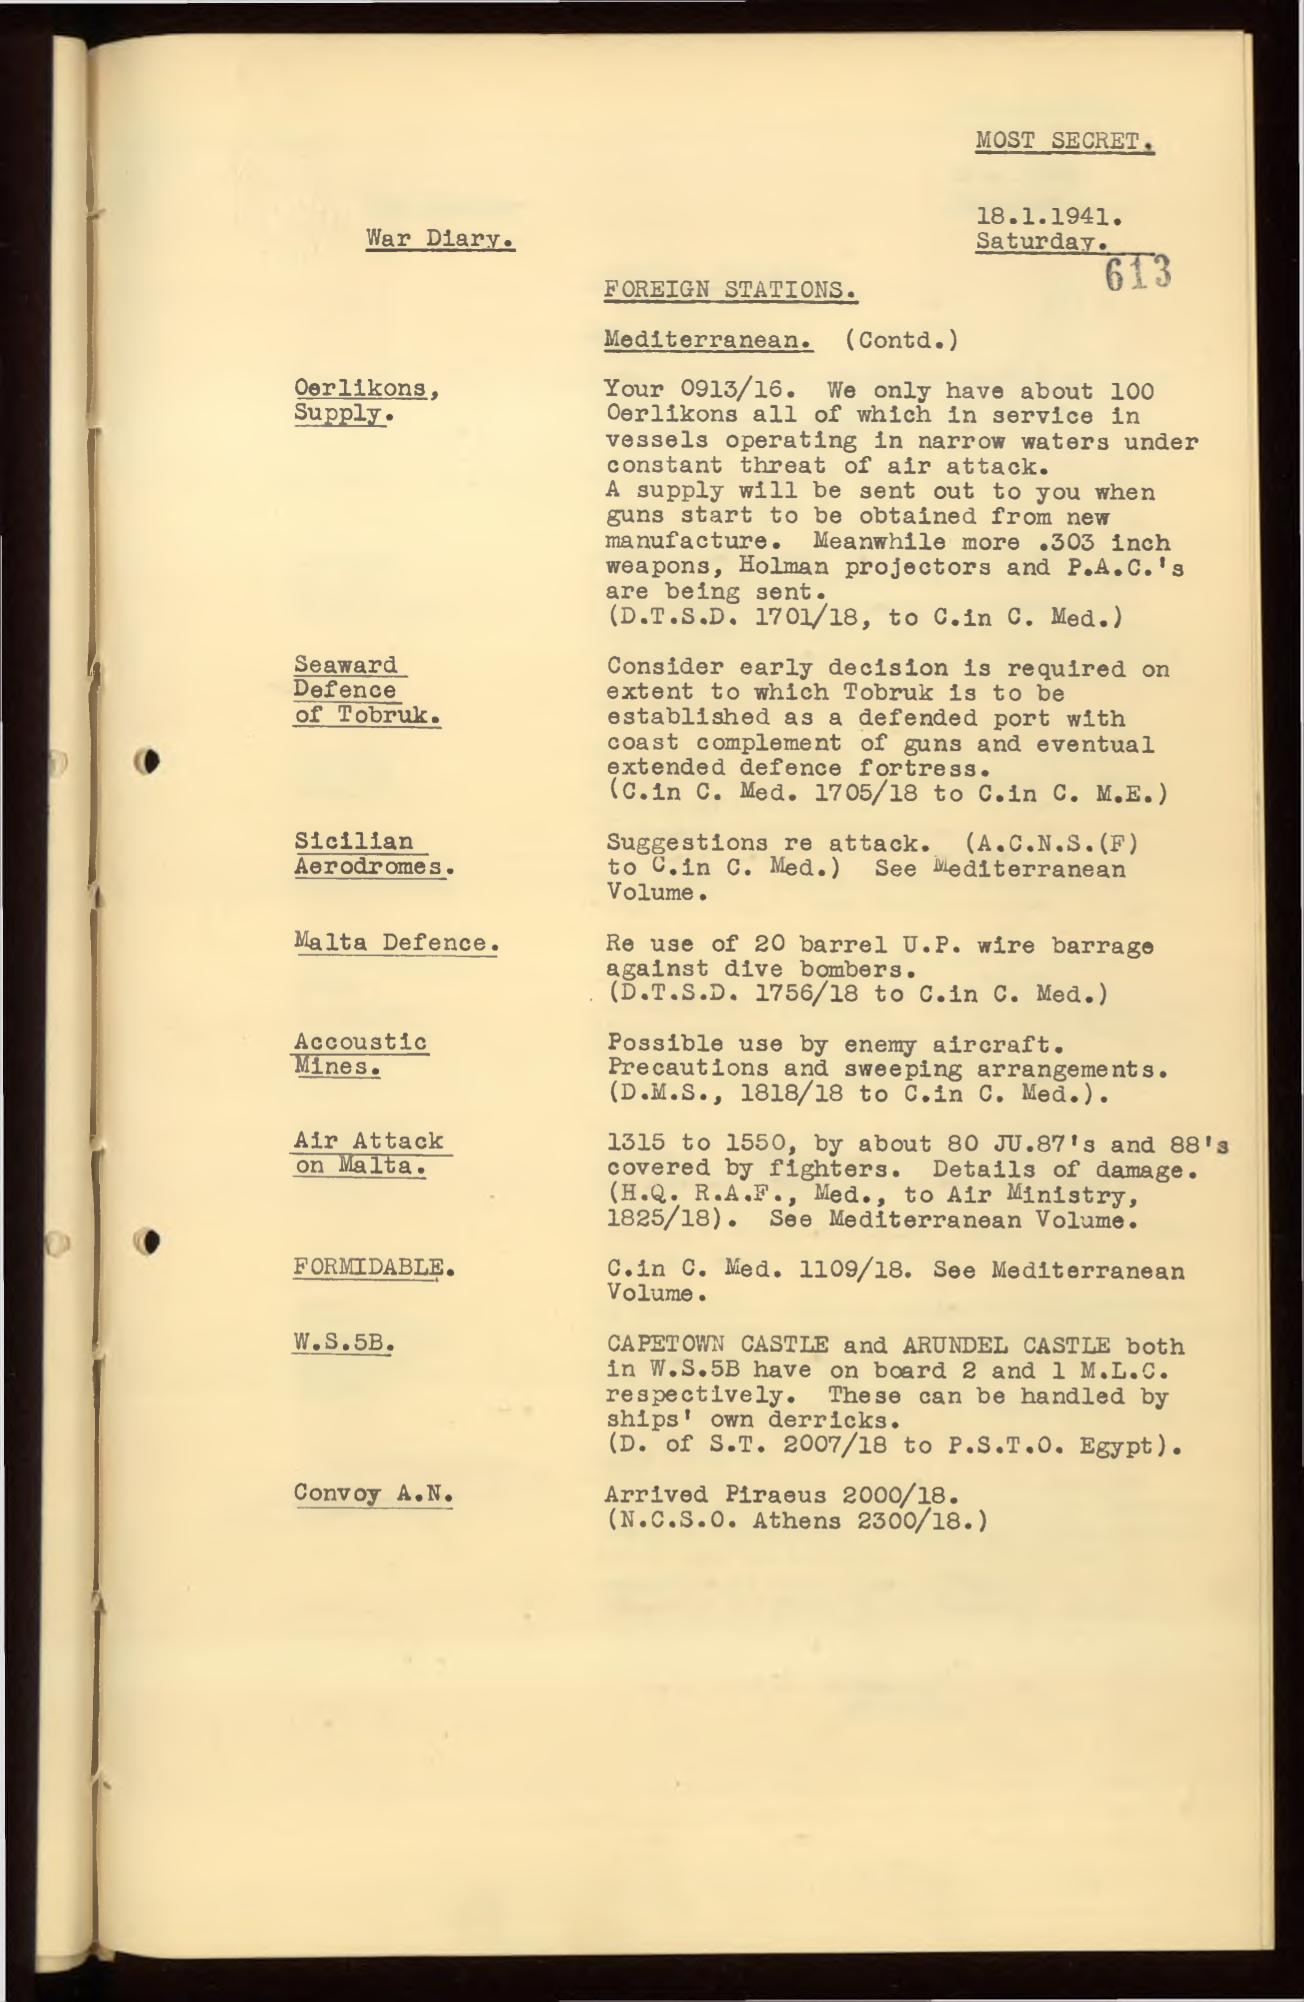 MOST SECRET.
18.1.1941.
War Diary.
Saturday.
613
FOREIGN STATIONS.
Mediterranean. (Contd.)
Oerlikons,
Supply.
Your 0913/16. We only have about 100
Oerlikons all of which in service in
vessels operating in narrow waters under
constant threat of air attack.
A supply will be sent out to you when
guns start to be obtained from new
manufacture. Meanwhile more .303 inch
weapons, Holman projectors and P.A.C.'s
are being sent.
(D.T.S.D. 1701/18, to C.in C. Med.)
Seaward
Defence
of Tobruk.
Consider early decision is required on
extent to which Tobruk is to be
established as a defended port with
coast complement of guns and eventual
extended defence fortress.
(C.in C. Med. 1705/18 to C.in C. M.E.)
Sicilian
Aerodromes.
Suggestions re attack. (A.C.N.S.(F)
to C.in C. Med.) See Mediterranean
Volume.
Malta Defence.
Re use of 20 barrel U.P. wire barrage
against dive bombers.
(D.T.S.D. 1756/18 to C.in C. Med.)
Accoustic
Mines.
Possible use by enemy aircraft.
Precautions and sweeping arrangements.
(D.M.S., 1818/18 to C.in C. Med.).
Air Attack
on Malta.
1315 to 1550, by about 80 JU.87's and 88's
covered by fighters. Details of damage.
(H.Q. R.A.F., Med., to Air Ministry,
1825/18). See Mediterranean Volume.
FORMIDABLE.
C.in C. Med. 1109/18. See Mediterranean
Volume.
W.S.5B.
CAPETOWN CASTLE and ARUNDEL CASTLE both
in W.S.5B have on board 2 and 1 M.L.C.
respectively. These can be handled by
ships' own derricks.
(D. of S.T. 2007/18 to P.S.T.O. Egypt).
Convoy A.N.
Arrived Piraeus 2000/18.
(N.C.S.O. Athens 2300/18.)